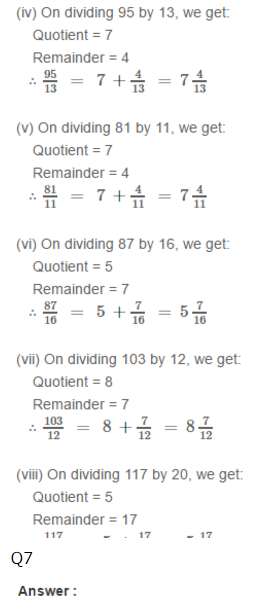 (iv) On dividing 95 by 13, we get:
Quotient = 7
Remainder = 4
∴ 95/13 = 7 + 4/13 = 7 4/13
(v) On dividing 81 by 11, we get:
Quotient = 7
Remainder = 4
∴ 81/11 = 7 + 4/11 = 7 4/11
(vi) On dividing 87 by 16, we get:
Quotient = 5
Remainder = 7
∴ 87/16 = 5 + 7/16 = 5 7/16
(vii) On dividing 103 by 12, we get:
Quotient = 8
Remainder = 7
∴ 103/12 = 8 + 7/12 = 8 7/12
(viii) On dividing 117 by 20, we get:
Quotient = 5
Remainder = 17
117 17 17
Q7
Answer :